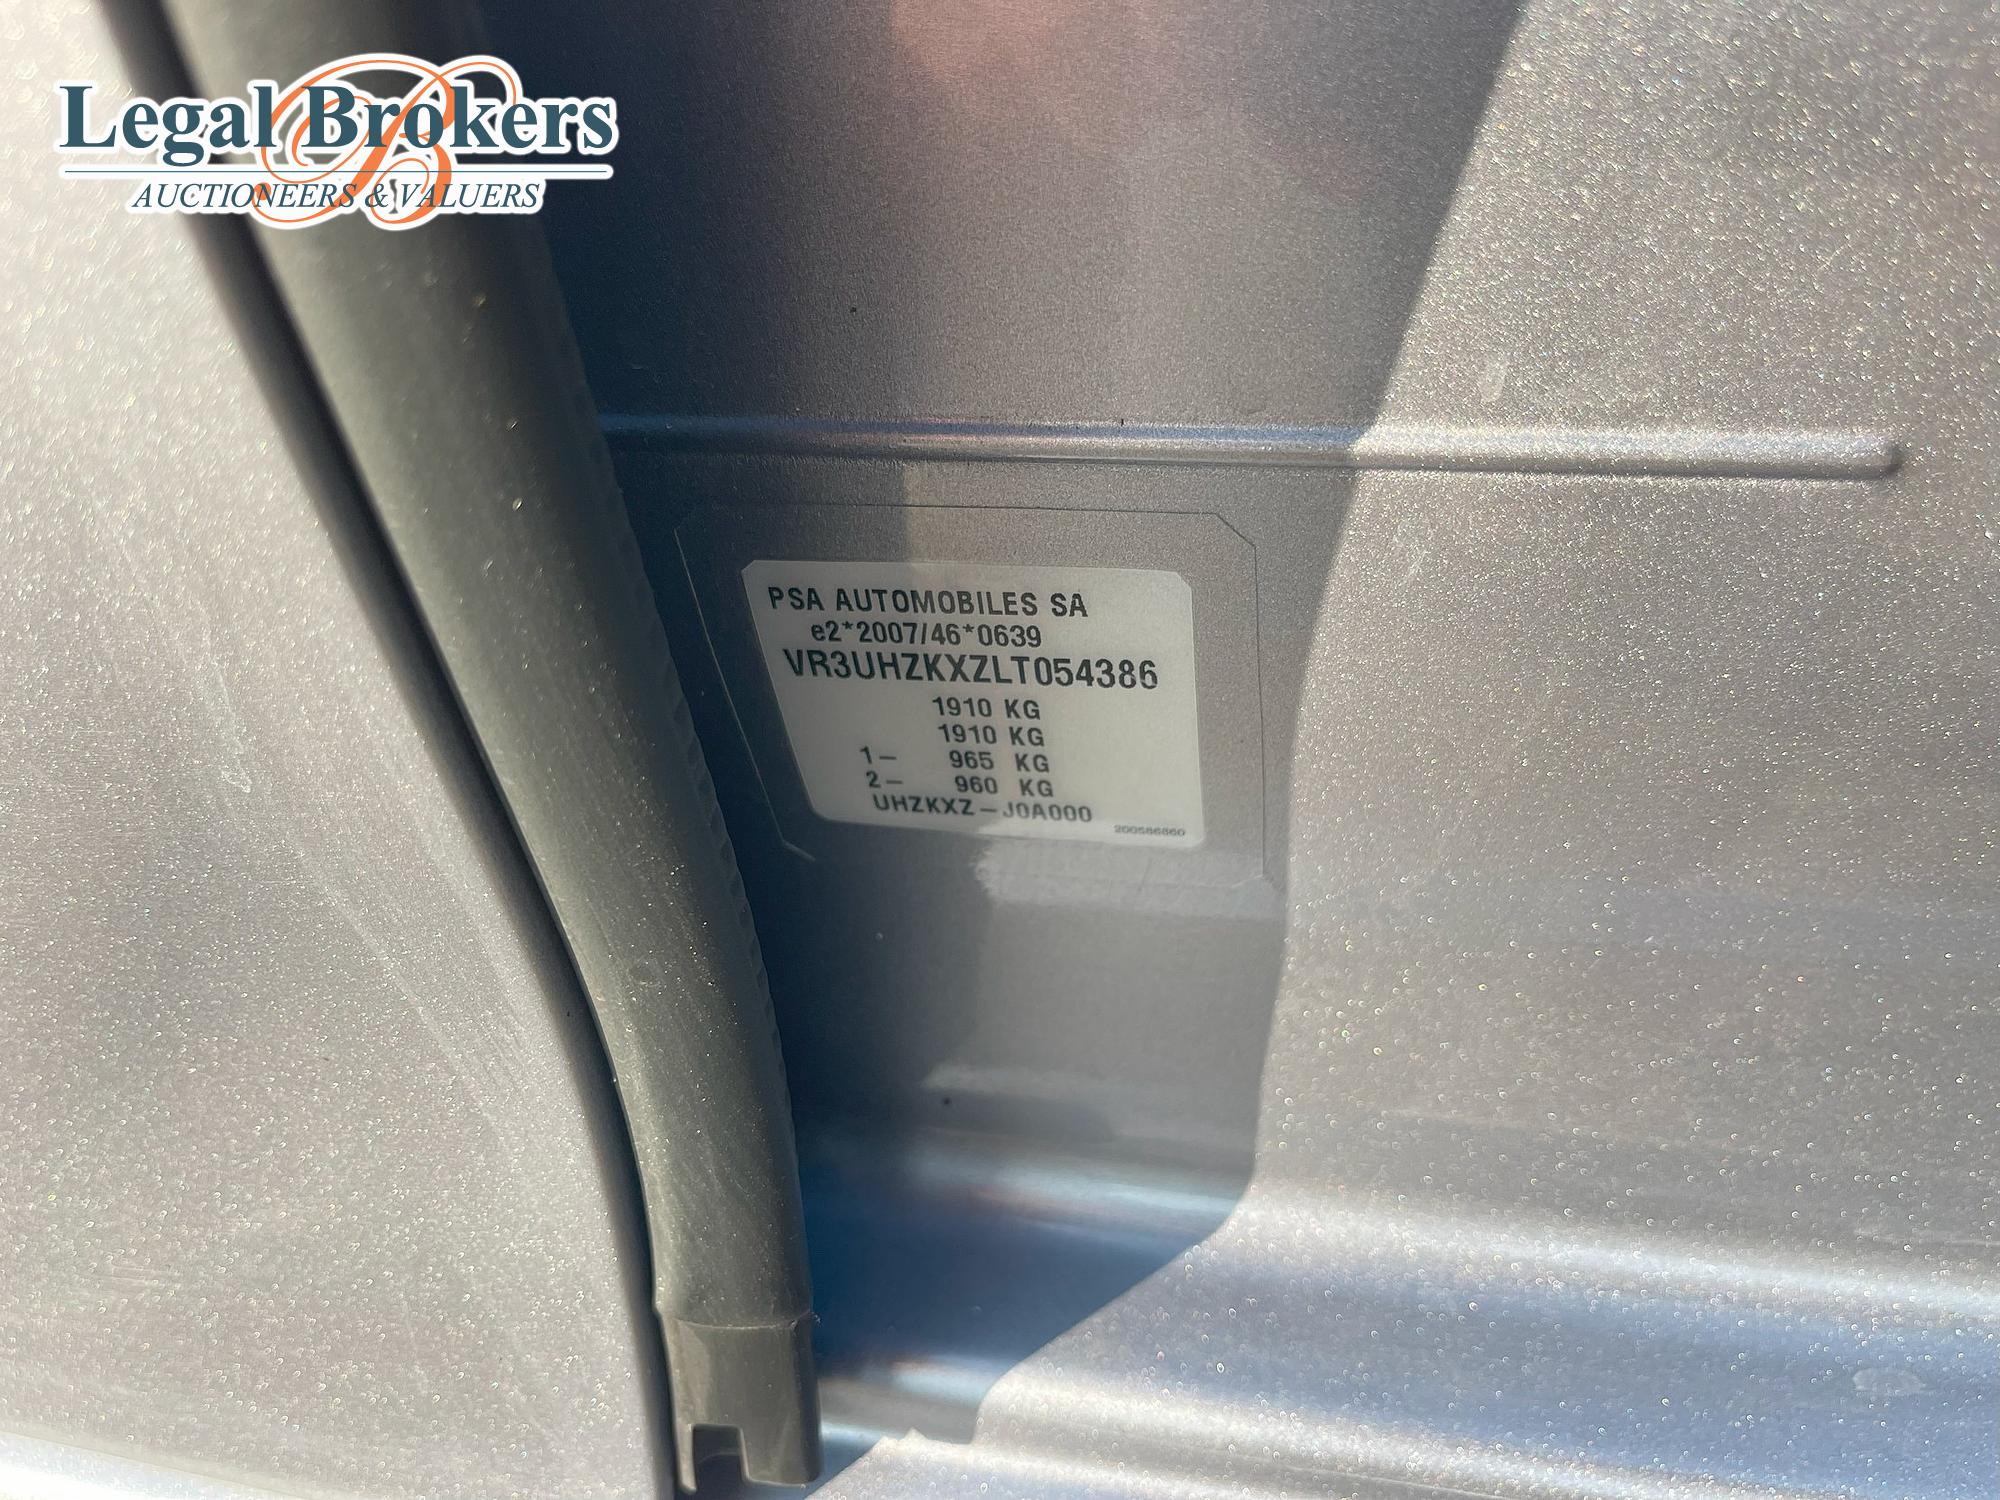 Legal Brokers
AUCTIONEERS & VALUERS
PSA AUTOMOBILES SA
e2*2007/46*0639
VR3UHZKXZLT054386
1910 KG
1910 KG
1- 965 KG
2- 960 KG
UHZKXZ-J0A000
200586860